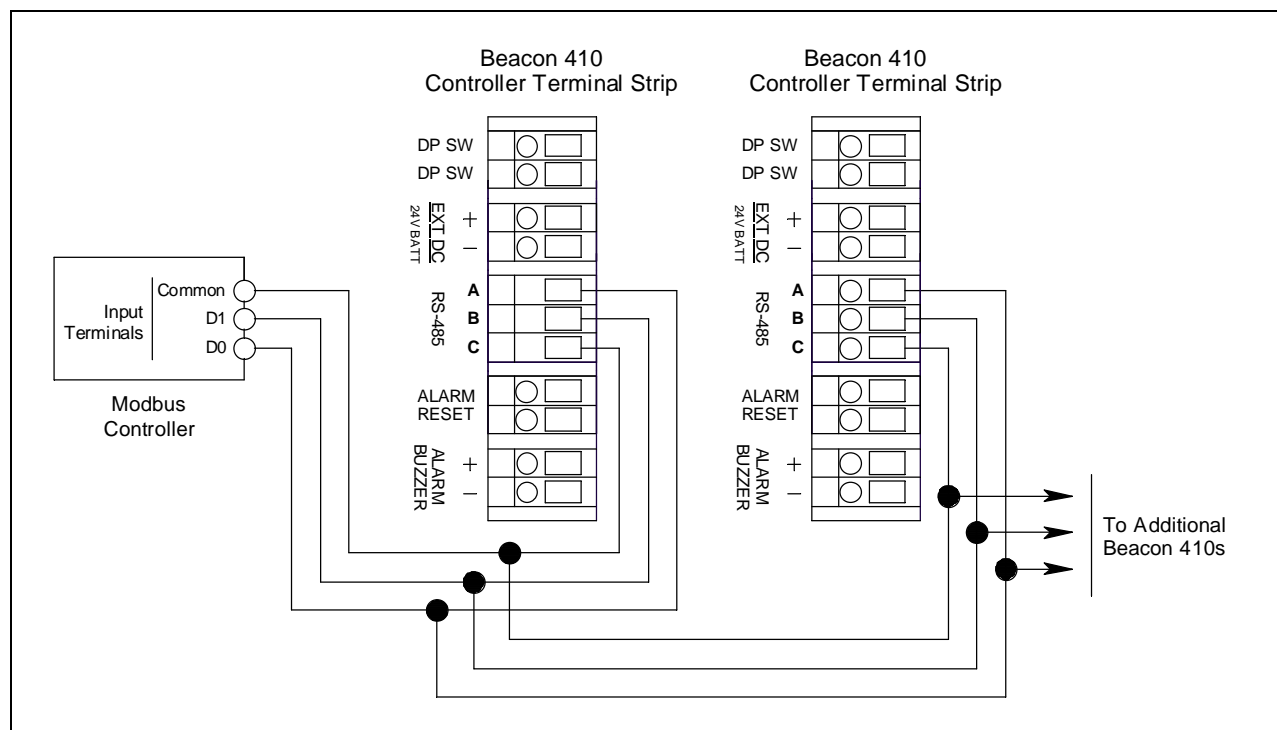 Beacon 410
Controller Terminal Strip
DP SW
DP SW
+
EXT DC
24V BATT
−
A
RS-485
B
C
ALARM
RESET
ALARM
BUZZER
+
−
Beacon 410
Controller Terminal Strip
DP SW
DP SW
+
EXT DC
24V BATT
−
A
RS-485
B
C
ALARM
RESET
ALARM
BUZZER
+
−
Input
Terminals
Common
D1
D0
Modbus
Controller
To Additional
Beacon 410s